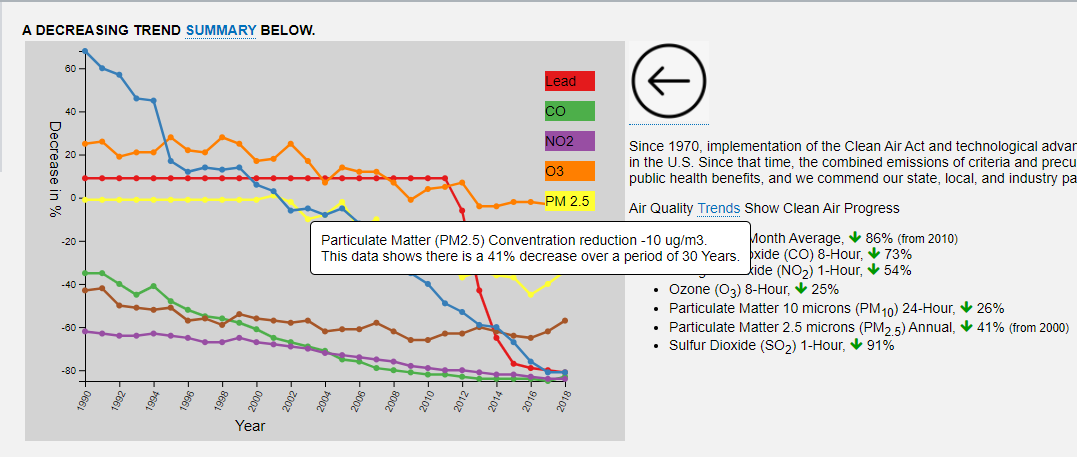 A DECREASING TREND SUMMARY BELOW.
Decrease in %
60
40
20
0
-20
-40
-60
-80
1990
1992
1994
1996
1998
2000
2002
2004
2006
2008
2010
2012
2014
2016
2018
Year
Lead
CO
NO2
O3
PM 2.5
Particulate Matter (PM2.5) Concentration reduction -10 ug/m3.
This data shows there is a 41% decrease over a period of 30 Years.
Since 1970, implementation of the Clean Air Act and technological advan
in the U.S. Since that time, the combined emissions of criteria and precu
public health benefits, and we commend our state, local, and industry pa
Air Quality Trends Show Clean Air Progress
Month Average, 86% (from 2010)
oxide (CO) 8-Hour, 73%
xide (NO2) 1-Hour, 54%
• Ozone (O3) 8-Hour, 25%
• Particulate Matter 10 microns (PM10) 24-Hour, 26%
• Particulate Matter 2.5 microns (PM2.5) Annual, 41% (from 2000)
• Sulfur Dioxide (SO2) 1-Hour, 91%